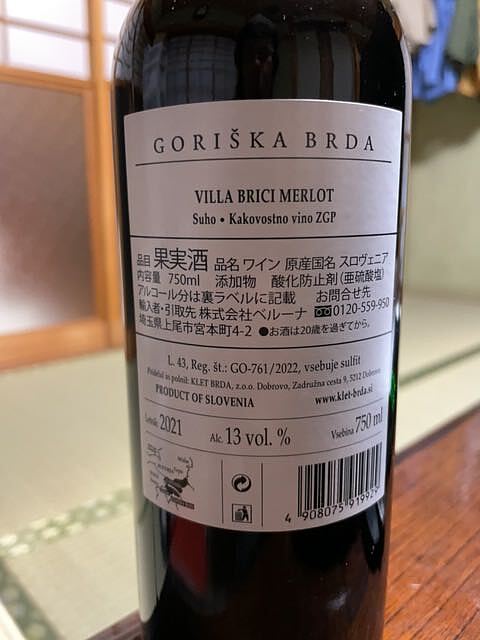 GORIŠKA BRDA
VILLA BRICI MERLOT
Suho • Kakovostno vino ZGP
品目 果実酒 品名 ワイン 原産国名 スロヴェニア
内容量 750ml 添加物 酸化防止剤(亜硫酸塩)
アルコール分は裏ラベルに記載 お問合せ先
輸入者・引取先 株式会社ベルーナ 0120-559-950
埼玉県上尾市宮本町4-2 ●お酒は20歳を過ぎてから。
L. 43, Reg. št.: GO-761/2022, vsebuje sulfit
Pridelal in polnil: KLET BRDA, z.o.o. Dobrovo, Zadružna cesta 9, 5212 Dobrovo
PRODUCT OF SLOVENIA www.klet-brda.si
Letnik: 2021 Alc. 13 vol. % Vsebina 750 ml
4 908075 91992